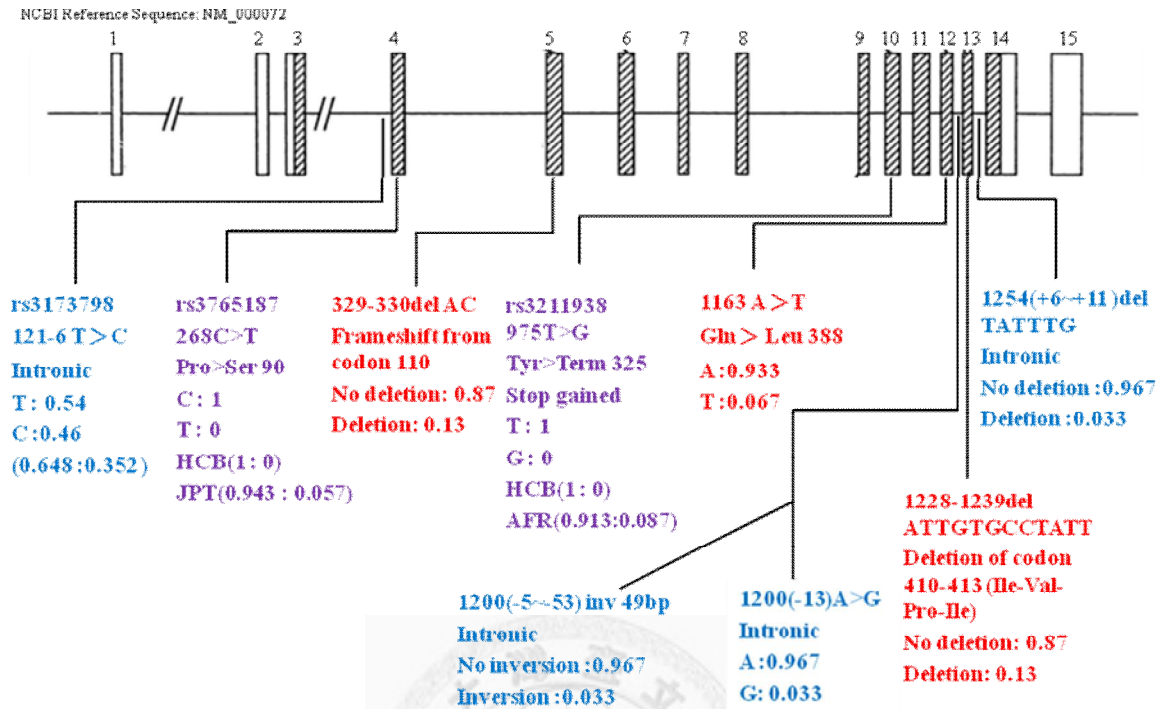 NCBI Reference Sequence: NM_000072
1 2 3 4 5 6 7 8 9 10 11 12 13 14 15
rs3173798
121-6 T > C
Intronic
T: 0.54
C:0.46
(0.648:0.352)
rs3765187
268C>T
Pro>Ser 90
C: 1
T: 0
HCB(1: 0)
JPT(0.943 : 0.057)
329-330del AC
Frameshift from
codon 110
No deletion: 0.87
Deletion: 0.13
rs3211938
975T>G
Tyr>Term 325
Stop gained
T: 1
G: 0
HCB(1: 0)
AFR(0.913:0.087)
1163 A > T
Gln > Leu 388
A:0.933
T:0.067
1254(+6~+11)del
TATTTG
Intronic
No deletion :0.967
Deletion :0.033
1200(-5~-53) inv 49bp
Intronic
No inversion :0.967
Inversion :0.033
1200(-13)A>G
Intronic
A:0.967
G: 0.033
1228-1239del
ATTGTGCCTATT
Deletion of codon
410-413 (Ile-Val-
Pro-Ile)
No deletion: 0.87
Deletion: 0.13